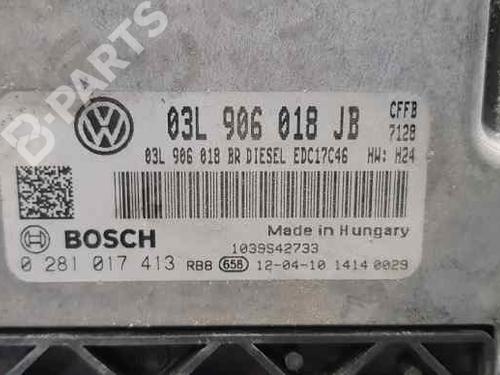 B-PARTS
03L 906 018 JB CFFB
7128
03L 906 018 BR DIESEL EDC17C46 HW: H24
BOSCH Made in Hungary
1039S42733
0 281 017 413 RB8 658 12-04-10 1414 0029